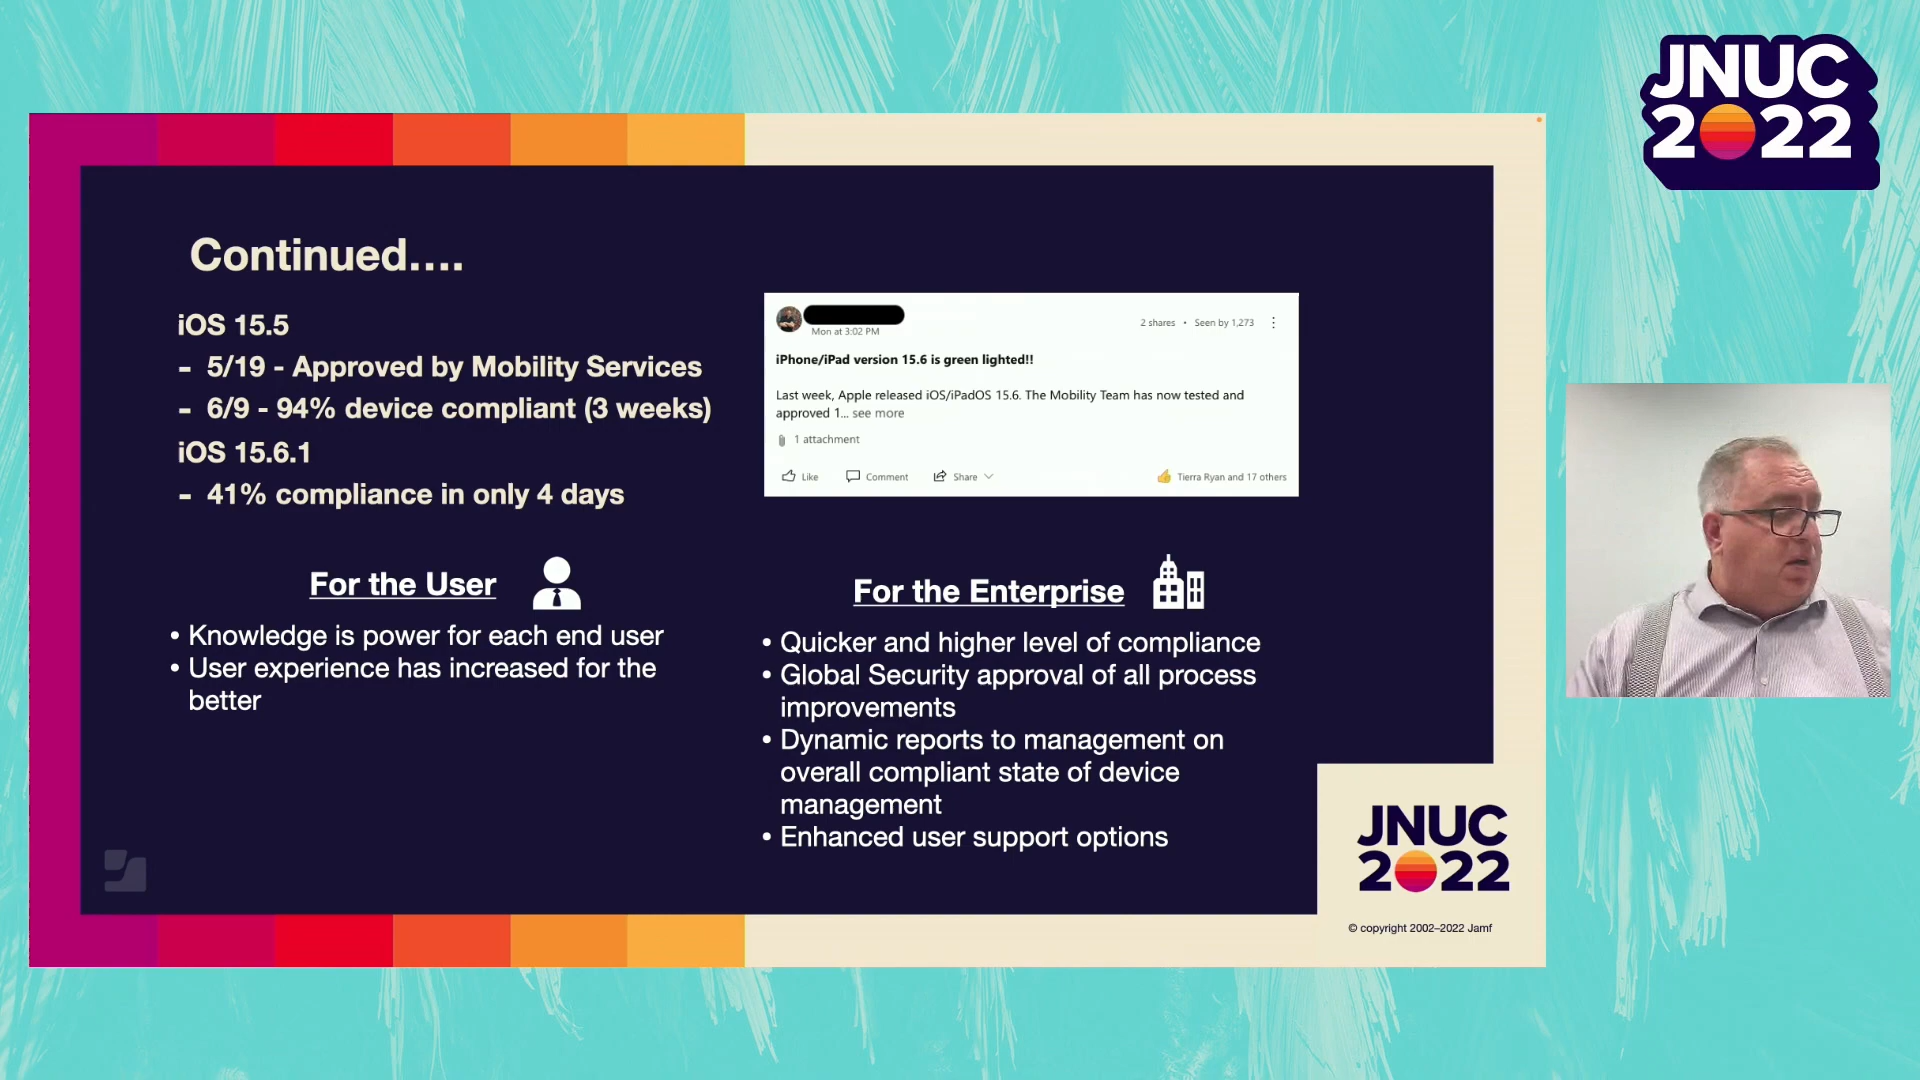 JNUC
2022
Continued....
iOS 15.5
- 5/19 - Approved by Mobility Services
- 6/9 - 94% device compliant (3 weeks)
iOS 15.6.1
- 41% compliance in only 4 days
Mon at 3:02 PM
2 shares • Seen by 1,273
iPhone/iPad version 15.6 is green lighted!!
Last week, Apple released iOS/iPadOS 15.6. The Mobility Team has now tested and
approved 1... see more
1 attachment
Like Comment Share Tierra Ryan and 17 others
For the User
• Knowledge is power for each end user
• User experience has increased for the
better
For the Enterprise
• Quicker and higher level of compliance
• Global Security approval of all process
improvements
• Dynamic reports to management on
overall compliant state of device
management
• Enhanced user support options
JNUC
2022
© copyright 2002–2022 Jamf